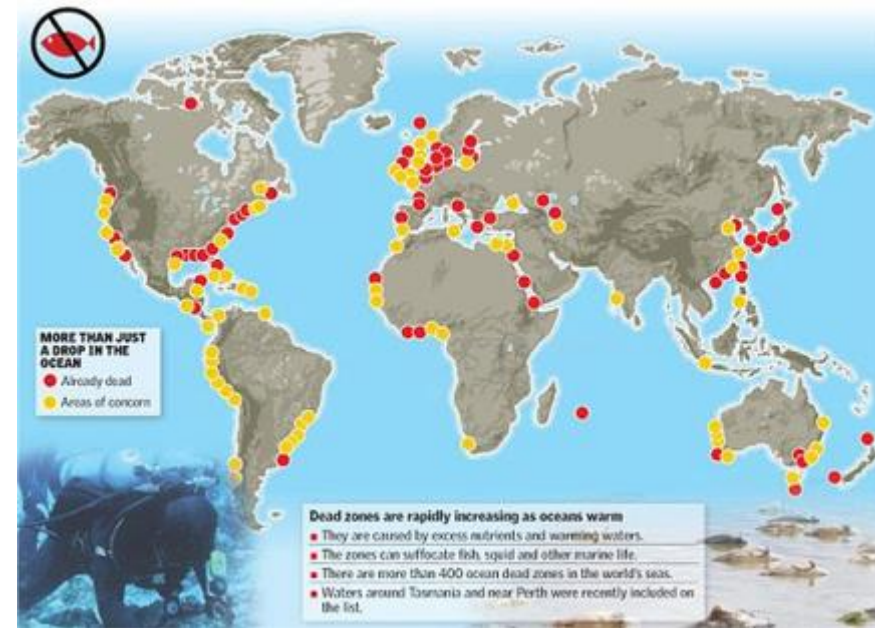 MORE THAN JUST
A DROP IN THE
OCEAN
Already dead
Areas of concern
Dead zones are rapidly increasing as oceans warm
They are caused by excess nutrients and warming waters.
The zones can suffocate fish, squid and other marine life.
There are more than 400 ocean dead zones in the world's seas.
Waters around Tasmania and near Perth were recently included on
the list.